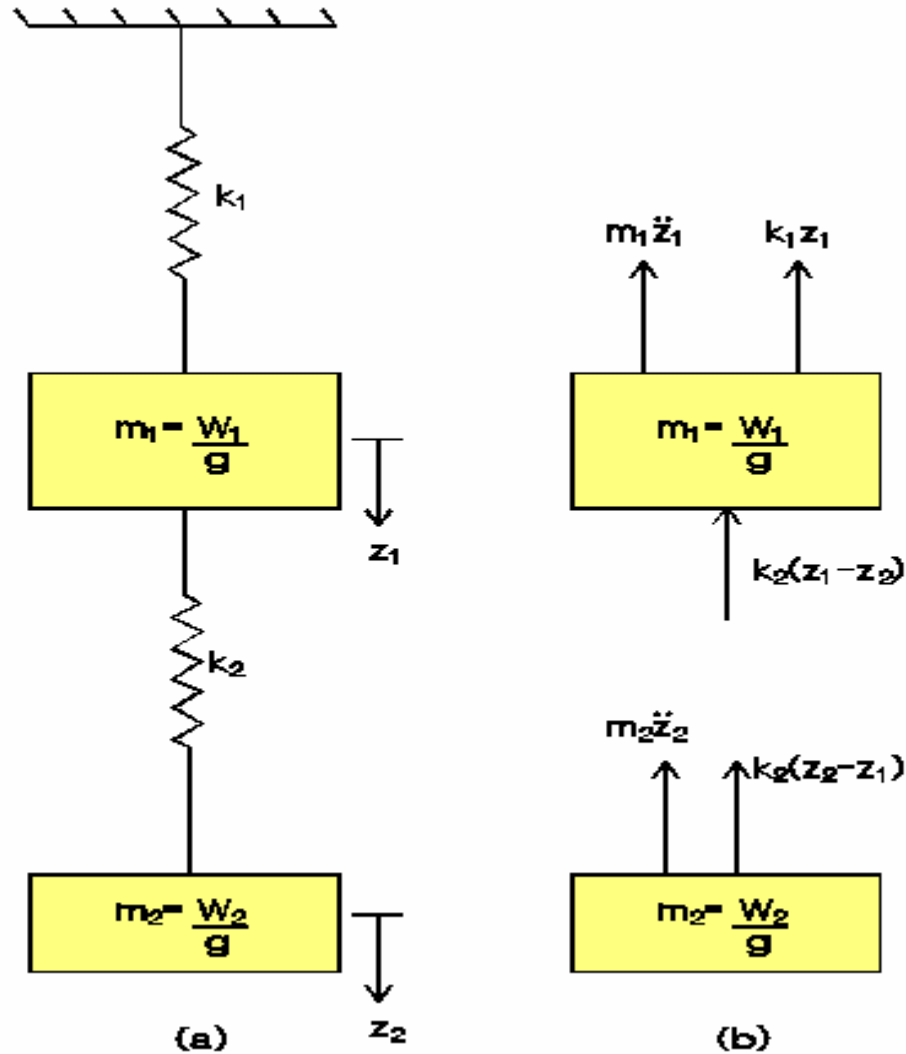 k₁
m₁z̈₁
k₁z₁
m₁= W₁/g
z₁
m₁= W₁/g
k₂(z₁-z₂)
k₂
m₂z̈₂
k₂(z₂-z₁)
m₂= W₂/g
z₂
m₂= W₂/g
(a)
(b)